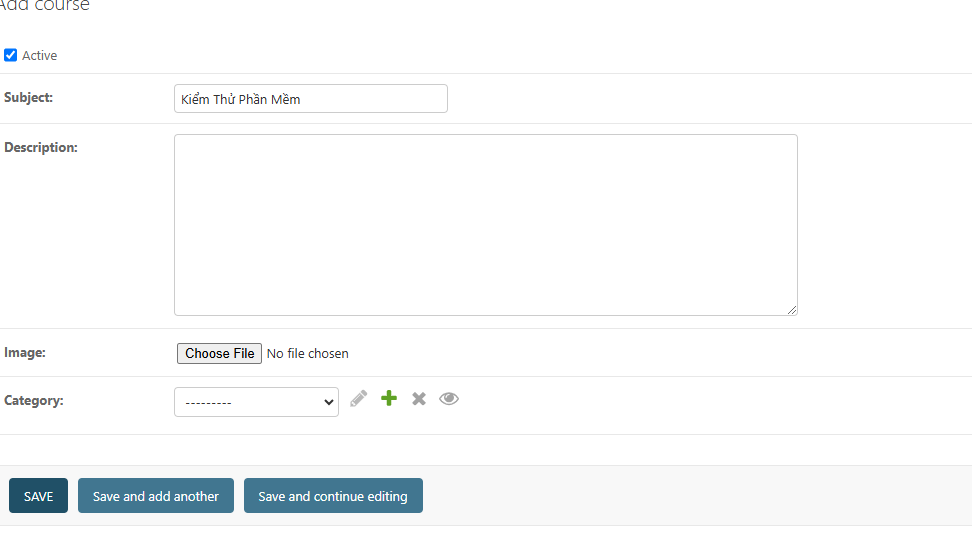 Add course
Active
Subject:
Kiểm Thử Phần Mềm
Description:
Image:
Choose File No file chosen
Category:
---------
SAVE
Save and add another
Save and continue editing